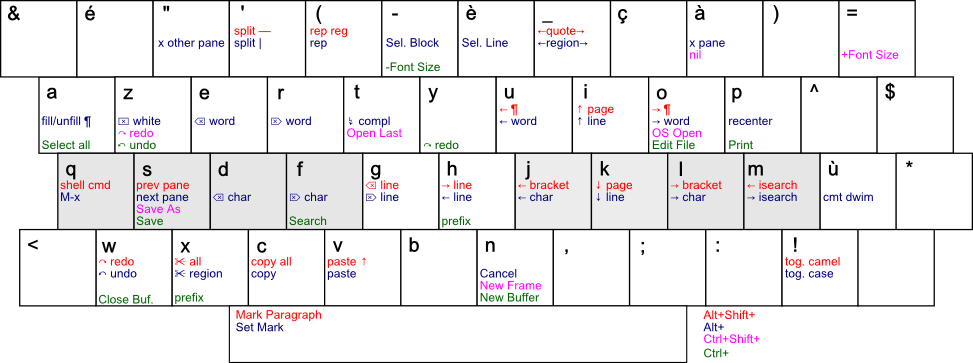 & é " ' ( - è _ ç à ) =
split — rep reg ←quote→
x other pane split | rep Sel. Block Sel. Line ←region→ x pane
nil +Font Size
-Font Size
a z e r t y u i o p ^ $
← ¶ ↑ page → ¶
fill/unfill ¶ ⌧ white ⌫ word ⌦ word ↳ compl ← word ↑ line → word recenter
↷ redo Open Last OS Open
Select all ↶ undo ↷ redo Edit File Print
q s d f g h j k l m ù *
shell cmd prev pane ⌫ line → line ← bracket ↓ page → bracket ← isearch
M-x next pane ⌫ char ⌦ char ⌦ line ← line ← char ↓ line → char → isearch cmt dwim
Save As
Save Search prefix
< w x c v b n , ; : !
↷ redo ✂ all copy all paste ↑ tog. camel
↶ undo ✂ region copy paste Cancel tog. case
New Frame
Close Buf. prefix New Buffer
Mark Paragraph Alt+Shift+
Set Mark Alt+
Ctrl+Shift+
Ctrl+